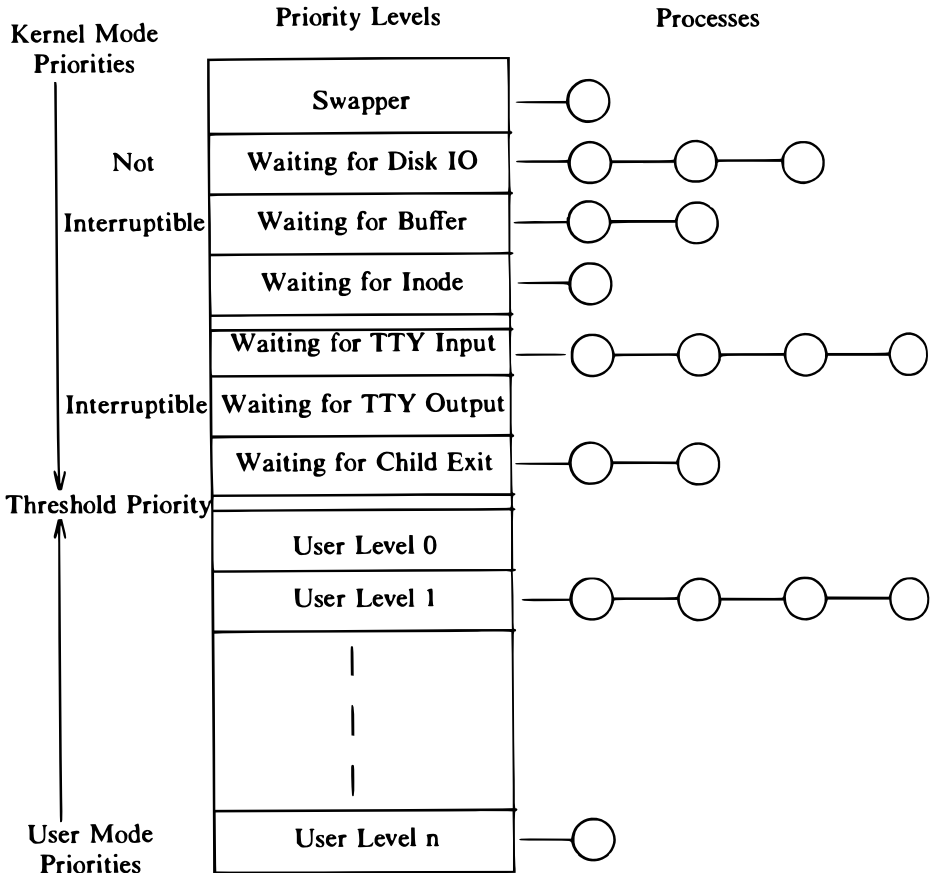 Priority Levels
Processes
Kernel Mode
Priorities
Swapper
Not
Waiting for Disk IO
Interruptible
Waiting for Buffer
Waiting for Inode
Waiting for TTY Input
Interruptible
Waiting for TTY Output
Waiting for Child Exit
Threshold Priority
User Level 0
User Level 1
User Mode
Priorities
User Level n